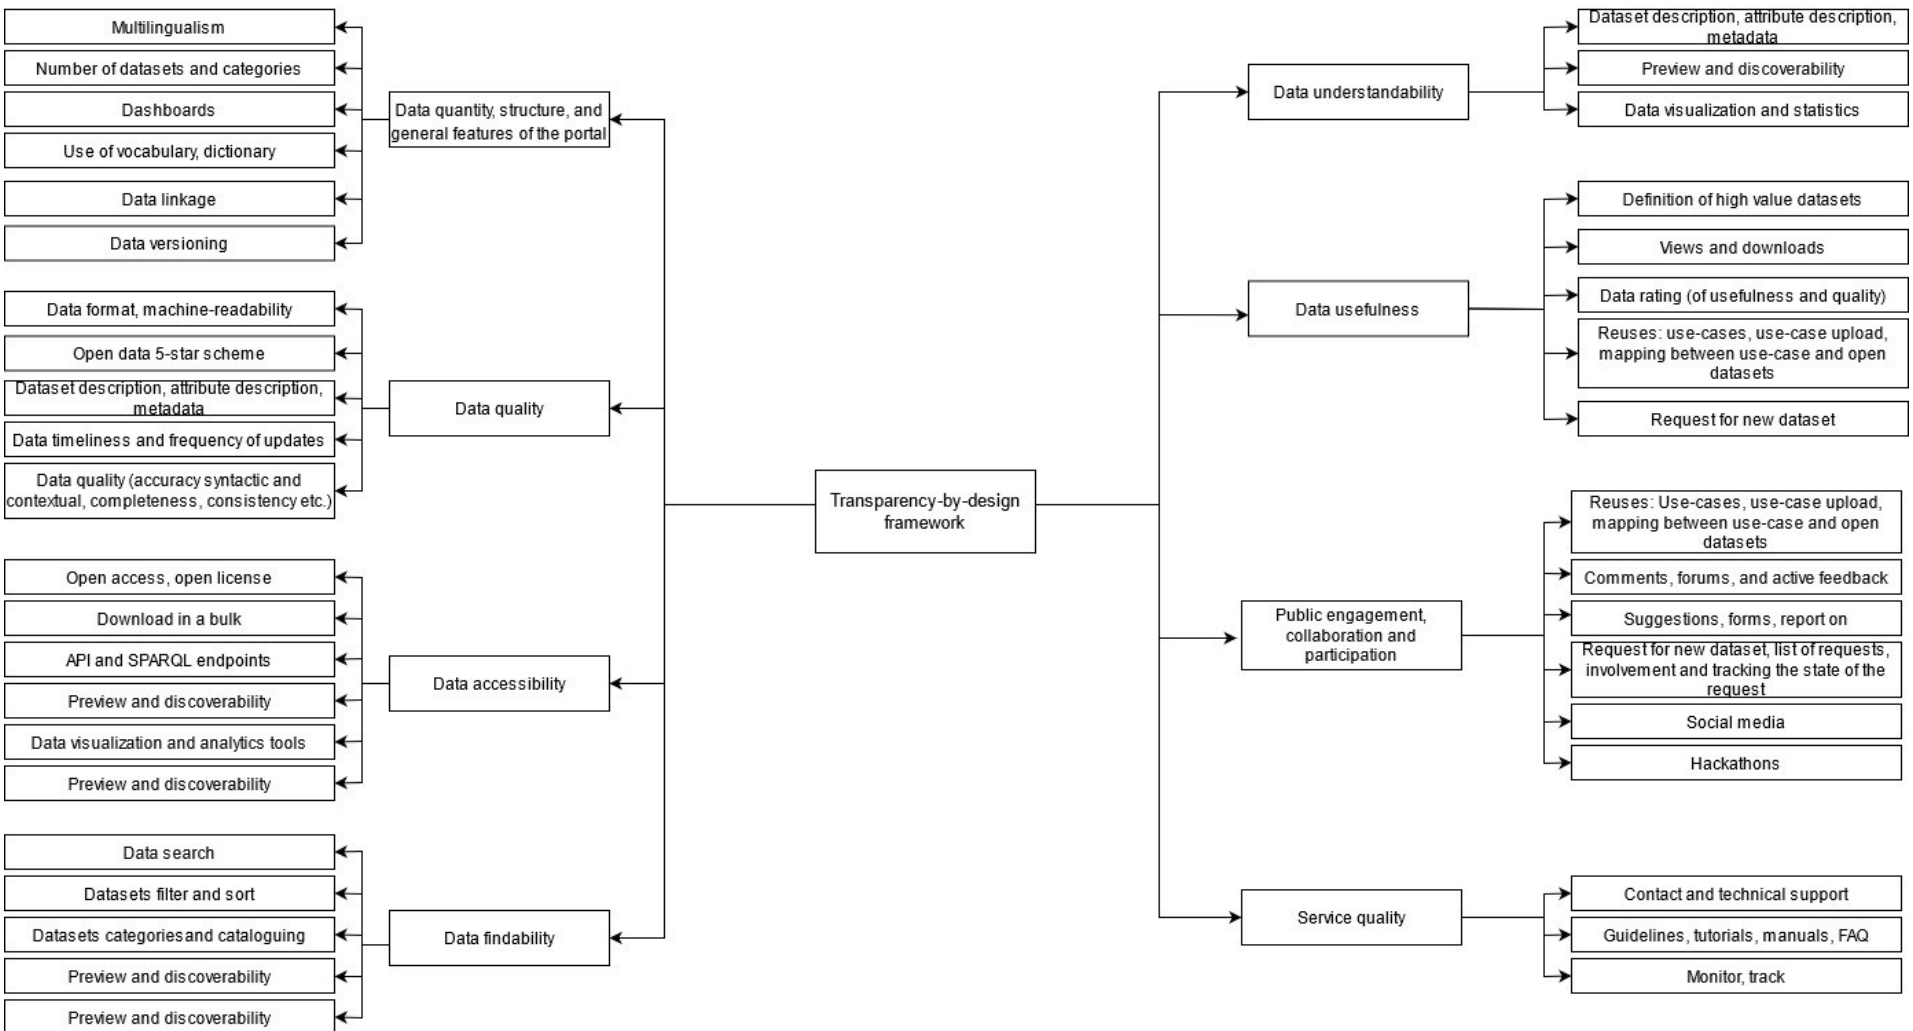 Multilingualism
Number of datasets and categories
Dashboards
Use of vocabulary, dictionary
Data linkage
Data versioning
Data quantity, structure, and
general features of the portal
Data format, machine-readability
Open data 5-star scheme
Dataset description, attribute description,
metadata
Data timeliness and frequency of updates
Data quality (accuracy syntactic and
contextual, completeness, consistency etc.)
Data quality
Open access, open license
Download in a bulk
API and SPARQL endpoints
Preview and discoverability
Data visualization and analytics tools
Preview and discoverability
Data accessibility
Data search
Datasets filter and sort
Datasets categories and cataloguing
Preview and discoverability
Preview and discoverability
Data findability
Transparency-by-design
framework
Data understandability
Dataset description, attribute description,
metadata
Preview and discoverability
Data visualization and statistics
Data usefulness
Definition of high value datasets
Views and downloads
Data rating (of usefulness and quality)
Reuses: use-cases, use-case upload,
mapping between use-case and open
datasets
Request for new dataset
Public engagement,
collaboration and
participation
Reuses: Use-cases, use-case upload,
mapping between use-case and open
datasets
Comments, forums, and active feedback
Suggestions, forms, report on
Request for new dataset, list of requests,
involvement and tracking the state of the
request
Social media
Hackathons
Service quality
Contact and technical support
Guidelines, tutorials, manuals, FAQ
Monitor, track